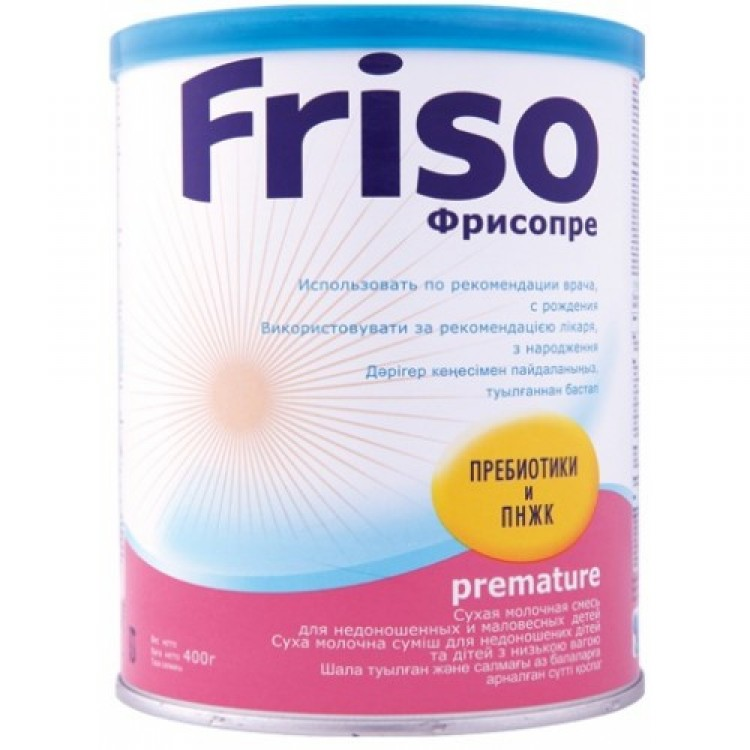 Friso
Фрисопре
Использовать по рекомендации врача,
с рождения
Використовувати за рекомендацією лікаря,
з народження
Дәрігер кеңесімен пайдаланыңыз,
туылғаннан бастап
ПРЕБИОТИКИ
и
ПНЖК
premature
Сухая молочная смесь
для недоношенных и маловесных детей
Суха молочна суміш для недоношених дітей
та дітей з низькою вагою
Шала туылған және салмағы аз балаларға
арналған сүтті қоспа
Вес нетто
Вага нетто 400г